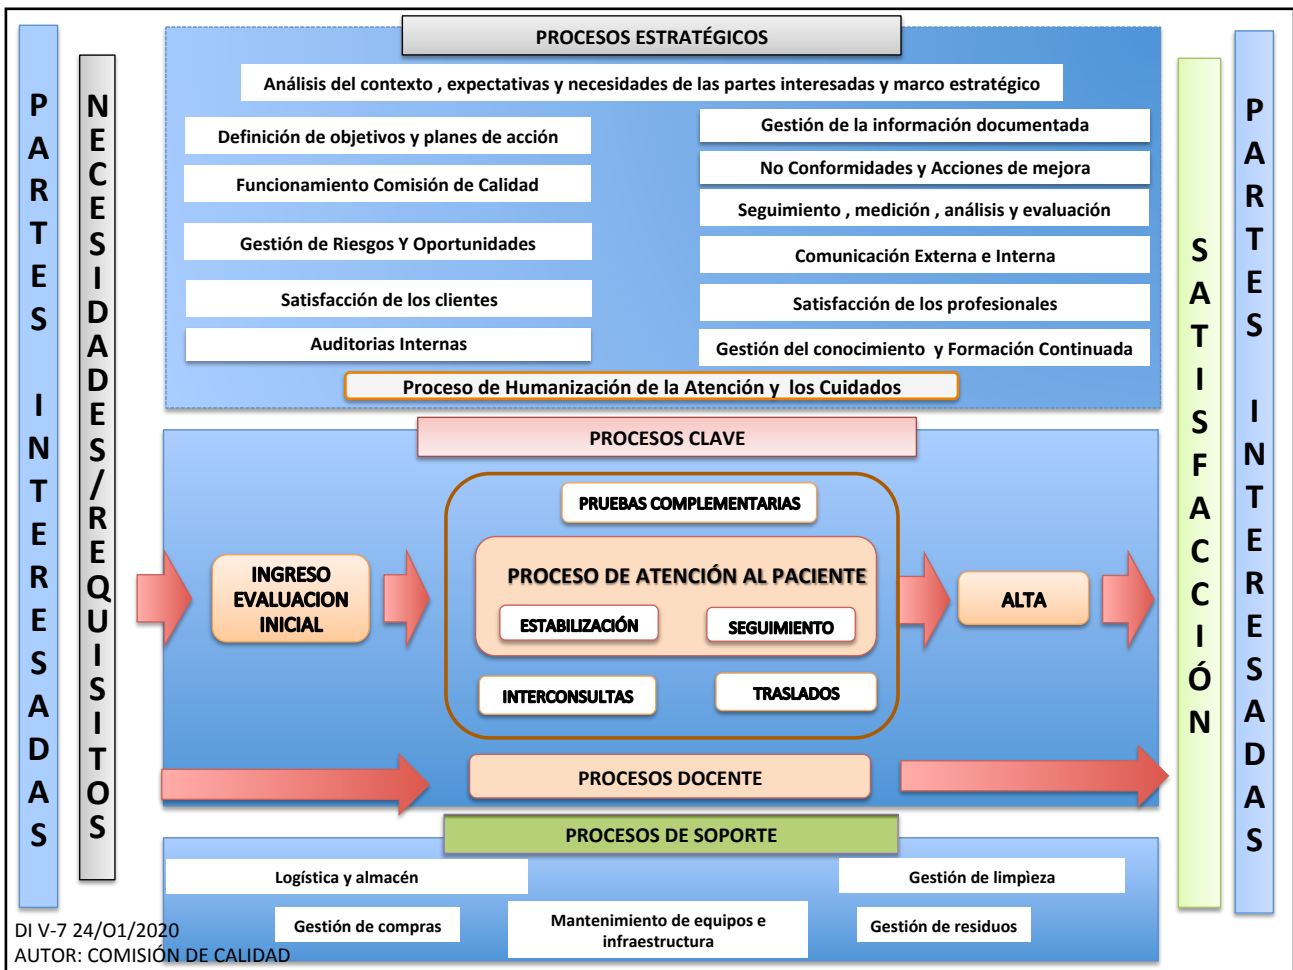 PARTES INTERESADAS
NECESIDADES/REQUISITOS
PROCESOS ESTRATÉGICOS
Análisis del contexto , expectativas y necesidades de las partes interesadas y marco estratégico
Definición de objetivos y planes de acción
Funcionamiento Comisión de Calidad
Gestión de Riesgos Y Oportunidades
Satisfacción de los clientes
Auditorias Internas
Gestión de la información documentada
No Conformidades y Acciones de mejora
Seguimiento , medición , análisis y evaluación
Comunicación Externa e Interna
Satisfacción de los profesionales
Gestión del conocimiento y Formación Continuada
Proceso de Humanización de la Atención y los Cuidados
PROCESOS CLAVE
INGRESO
EVALUACION
INICIAL
PRUEBAS COMPLEMENTARIAS
PROCESO DE ATENCIÓN AL PACIENTE
ESTABILIZACIÓN
SEGUIMIENTO
INTERCONSULTAS
TRASLADOS
ALTA
PROCESOS DOCENTE
PROCESOS DE SOPORTE
Logística y almacén
Gestión de limpìeza
Gestión de compras
Mantenimiento de equipos e
infraestructura
Gestión de residuos
SATISFACCIÓN
PARTES INTERESADAS
DI V-7 24/O1/2020
AUTOR: COMISIÓN DE CALIDAD